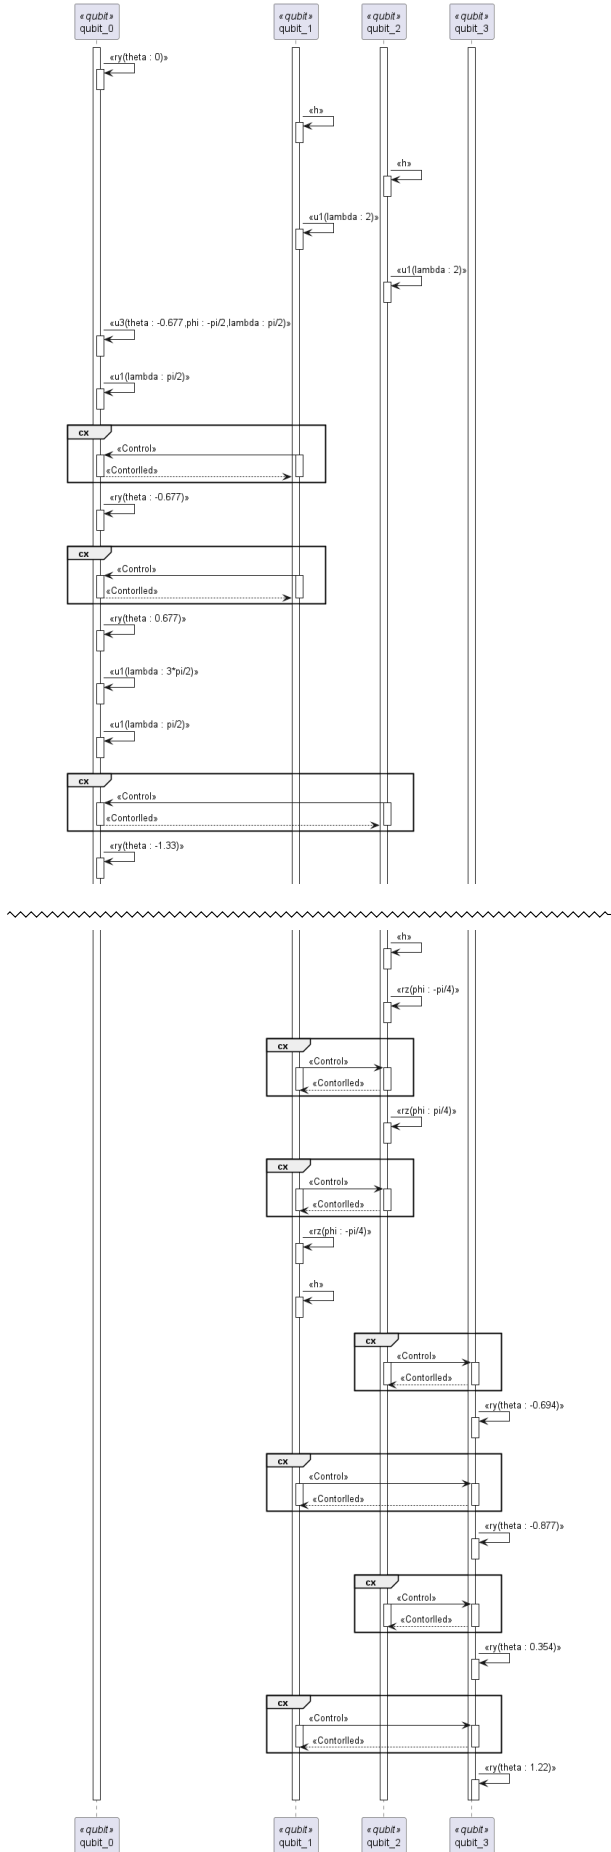 «qubit» «qubit» «qubit» «qubit»
qubit_0 qubit_1 qubit_2 qubit_3
«ry(theta : 0)»
«h»
«h»
«u1(lambda : 2)»
«u1(lambda : 2)»
«u3(theta : -0.677,phi : -pi/2,lambda : pi/2)»
«u1(lambda : pi/2)»
cx
«Control»
«Contorlled»
«ry(theta : -0.677)»
cx
«Control»
«Contorlled»
«ry(theta : 0.677)»
«u1(lambda : 3*pi/2)»
«u1(lambda : pi/2)»
cx
«Control»
«Contorlled»
«ry(theta : -1.33)»
«h»
«rz(phi : -pi/4)»
cx
«Control»
«Contorlled»
«rz(phi : pi/4)»
cx
«Control»
«Contorlled»
«rz(phi : -pi/4)»
«h»
cx
«Control»
«Contorlled»
«ry(theta : -0.694)»
cx
«Control»
«Contorlled»
«ry(theta : -0.877)»
cx
«Control»
«Contorlled»
«ry(theta : 0.354)»
cx
«Control»
«Contorlled»
«ry(theta : 1.22)»
«qubit» «qubit» «qubit» «qubit»
qubit_0 qubit_1 qubit_2 qubit_3